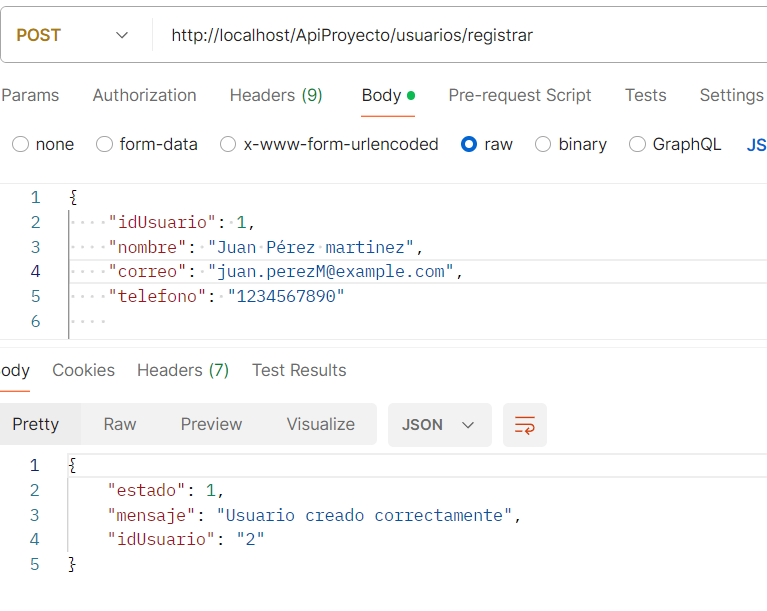 POST http://localhost/ApiProyecto/usuarios/registrar
Params Authorization Headers (9) Body Pre-request Script Tests Settings
none form-data x-www-form-urlencoded raw binary GraphQL JS
1 {
2 "idUsuario": 1,
3 "nombre": "Juan Pérez martinez",
4 "correo": "juan.perezM@example.com",
5 "telefono": "1234567890"
6
ody Cookies Headers (7) Test Results
Pretty Raw Preview Visualize JSON
1 {
2 "estado": 1,
3 "mensaje": "Usuario creado correctamente",
4 "idUsuario": "2"
5 }